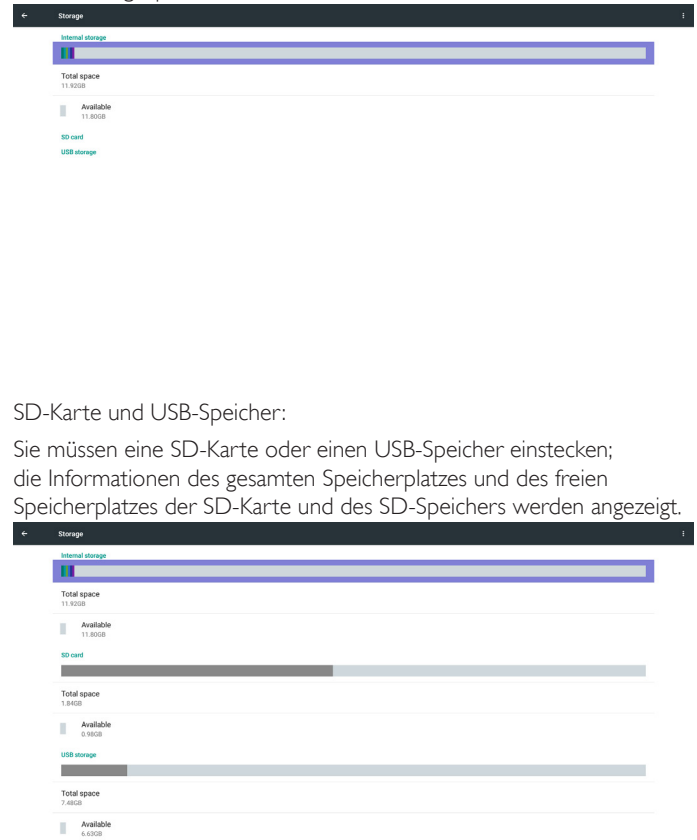 Storage
Internal storage
Total space
11.92GB
Available
11.80GB
SD card
USB storage
SD-Karte und USB-Speicher:
Sie müssen eine SD-Karte oder einen USB-Speicher einstecken;
die Informationen des gesamten Speicherplatzes und des freien
Speicherplatzes der SD-Karte und des SD-Speichers werden angezeigt.
Storage
Internal storage
Total space
11.92GB
Available
11.80GB
SD card
Total space
1.84GB
Available
0.98GB
USB storage
Total space
7.48GB
Available
6.63GB